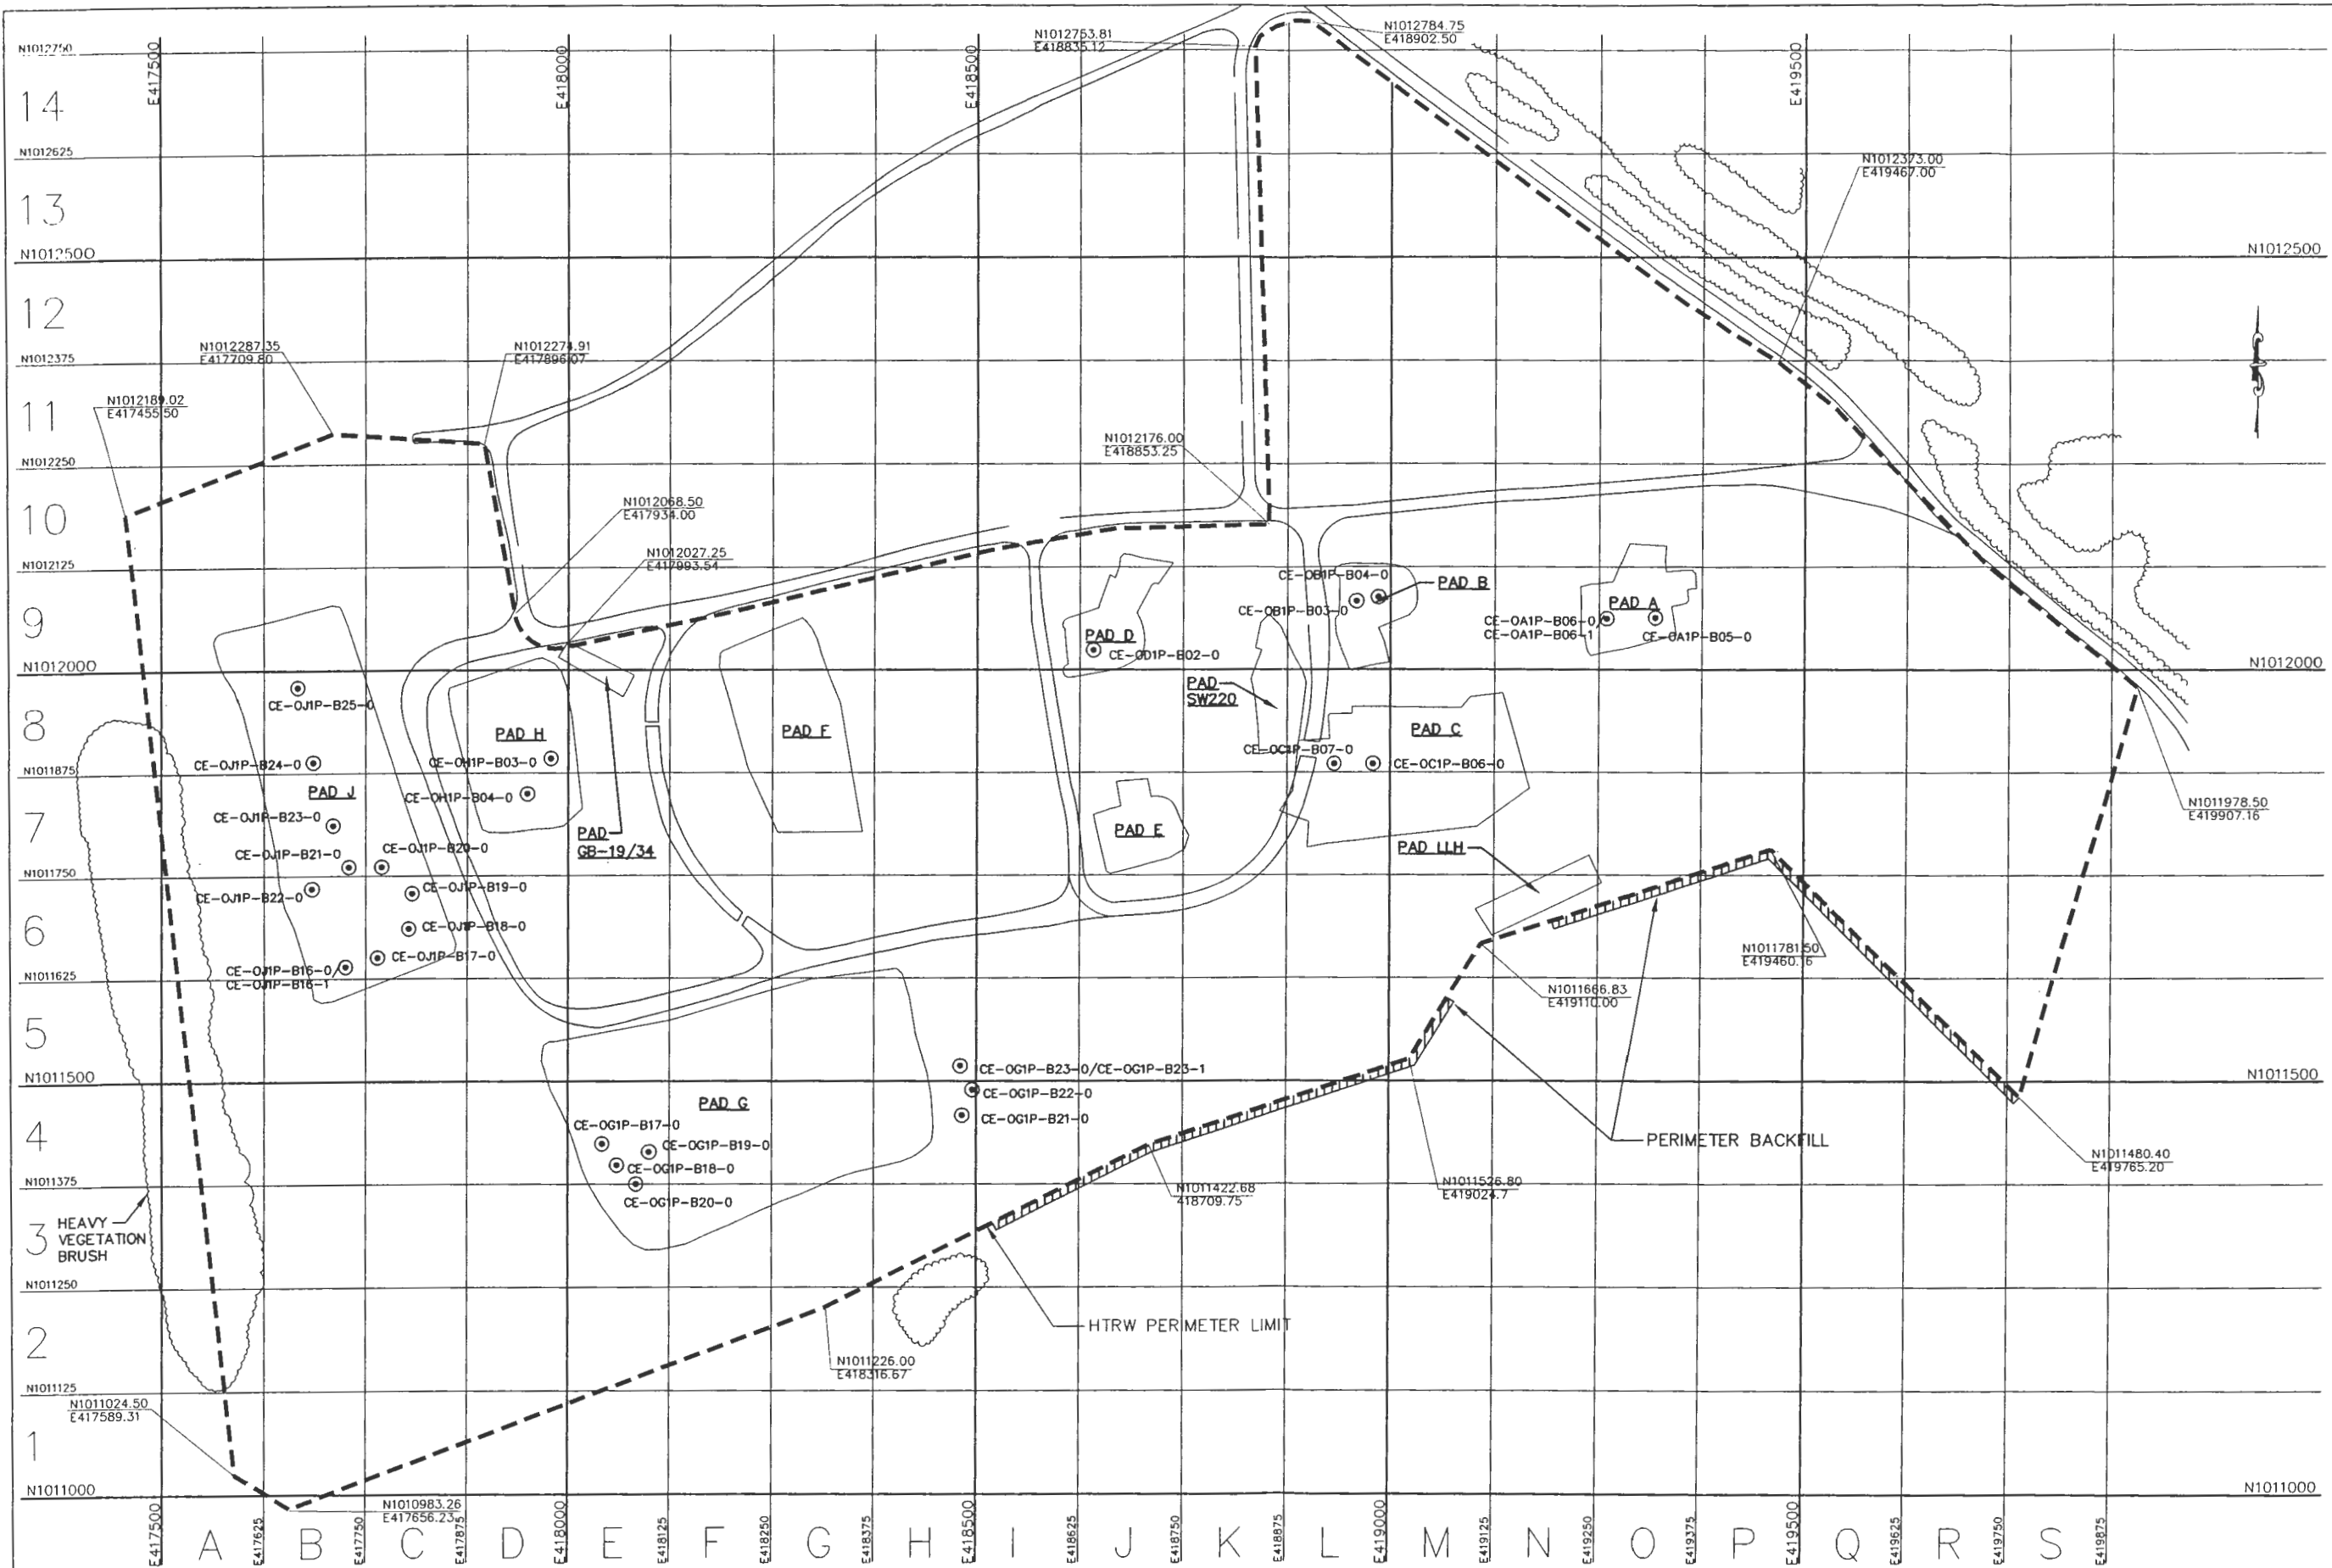 N1012753.81
E418835.12
N1012784.75
E418902.50
N1012750
E417500
E418000
E418500
E419500
14
N1012625
N1012373.00
E419467.00
13
N1012500
N1012500
12
N1012287.35
E417709.80
N1012274.91
E417896.07
N1012375
N1012189.02
E417455.50
11
N1012176.00
E418853.25
N1012250
N1012068.50
E417934.00
10
N1012027.25
E417993.54
N1012125
CE-OB1P-B04-0
PAD B
CE-OB1P-B03-0
PAD A
9
CE-OA1P-B06-0
CE-OA1P-B06-1
CE-OA1P-B05-0
PAD D
CE-OD1P-B02-0
N1012000
N1012000
PAD
SW220
CE-OJ1P-B25-0
8
PAD H
PAD F
PAD C
CE-OC1P-B07-0
CE-OJ1P-B24-0
CE-OH1P-B03-0
CE-OC1P-B06-0
N1011875
PAD J
CE-OH1P-B04-0
N1011978.50
E419907.16
CE-OJ1P-B23-0
7
PAD
GB-19/34
PAD E
PAD LLH
CE-OJ1P-B21-0
CE-OJ1P-B20-0
N1011750
CE-OJ1P-B19-0
CE-OJ1P-B22-0
6
CE-OJ1P-B18-0
CE-OJ1P-B17-0
N1011781.50
E419460.16
CE-OJ1P-B16-0
CE-OJ1P-B16-1
N1011625
N1011666.83
E419110.00
5
CE-OG1P-B23-0/CE-OG1P-B23-1
N1011500
N1011500
CE-OG1P-B22-0
PAD G
CE-OG1P-B21-0
CE-OG1P-B17-0
4
CE-OG1P-B19-0
PERIMETER BACKFILL
CE-OG1P-B18-0
N1011480.40
E419765.20
N1011375
N1011422.68
418709.75
N1011526.80
E419024.7
CE-OG1P-B20-0
3
HEAVY
VEGETATION
BRUSH
N1011250
HTRW PERIMETER LIMIT
2
N1011226.00
E418316.67
N1011125
N1011024.50
E417589.31
1
N1011000
N1011000
N1010983.26
E417656.23
E417500
A
E417625
B
E417750
C
E417875
D
E418000
E
E418125
F
E418250
G
E418375
H
E418500
I
E418625
J
E418750
K
E418875
L
E419000
M
E419125
N
E419250
O
E419375
P
E419500
Q
E419625
R
E419750
S
E419875